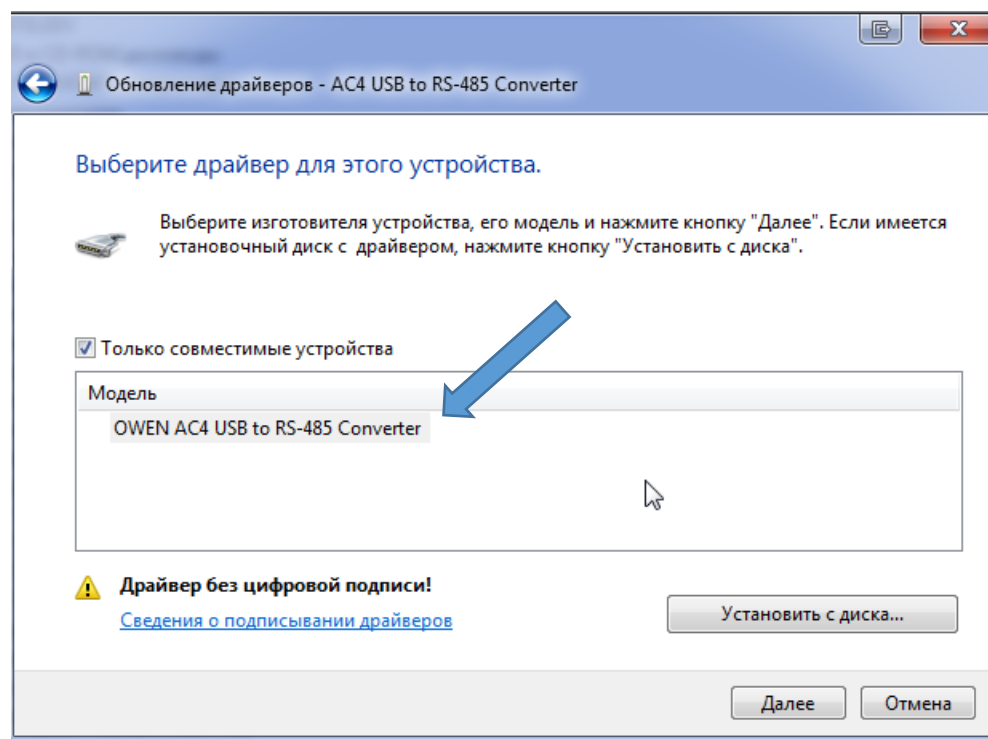 Обновление драйверов - AC4 USB to RS-485 Converter
Выберите драйвер для этого устройства.
Выберите изготовителя устройства, его модель и нажмите кнопку "Далее". Если имеется
установочный диск с драйвером, нажмите кнопку "Установить с диска".
Только совместимые устройства
Модель
OWEN AC4 USB to RS-485 Converter
Драйвер без цифровой подписи!
Сведения о подписывании драйверов
Установить с диска...
Далее
Отмена